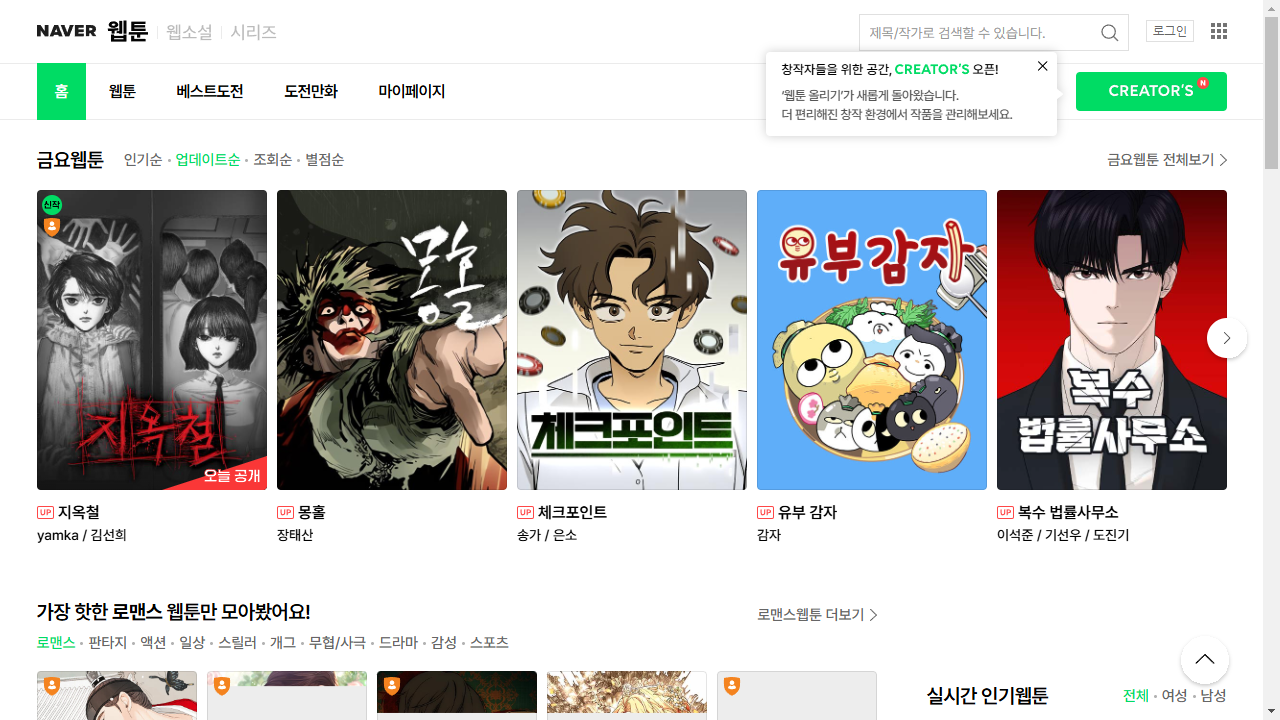 NAVER 웹툰 웹소설 시리즈
제목/작가로 검색할 수 있습니다.
로그인
홈 웹툰 베스트도전 도전만화 마이페이지
창작자들을 위한 공간, CREATOR'S 오픈!
'웹툰 올리기'가 새롭게 돌아왔습니다.
더 편리해진 창작 환경에서 작품을 관리해보세요.
CREATOR'S N
금요웹툰 인기순 업데이트순 조회순 별점순
금요웹툰 전체보기
신작
지옥철
오늘 공개
몽홀
체크포인트
유부감자
복수
법률사무소
UP 지옥철
yamka / 김선희
UP 몽홀
장태산
UP 체크포인트
송가 / 은소
UP 유부 감자
감자
UP 복수 법률사무소
이석준 / 기선우 / 도진기
가장 핫한 로맨스 웹툰만 모아봤어요!
로맨스웹툰 더보기
로맨스 판타지 액션 일상 스릴러 개그 무협/사극 드라마 감성 스포츠
실시간 인기웹툰
전체 여성 남성